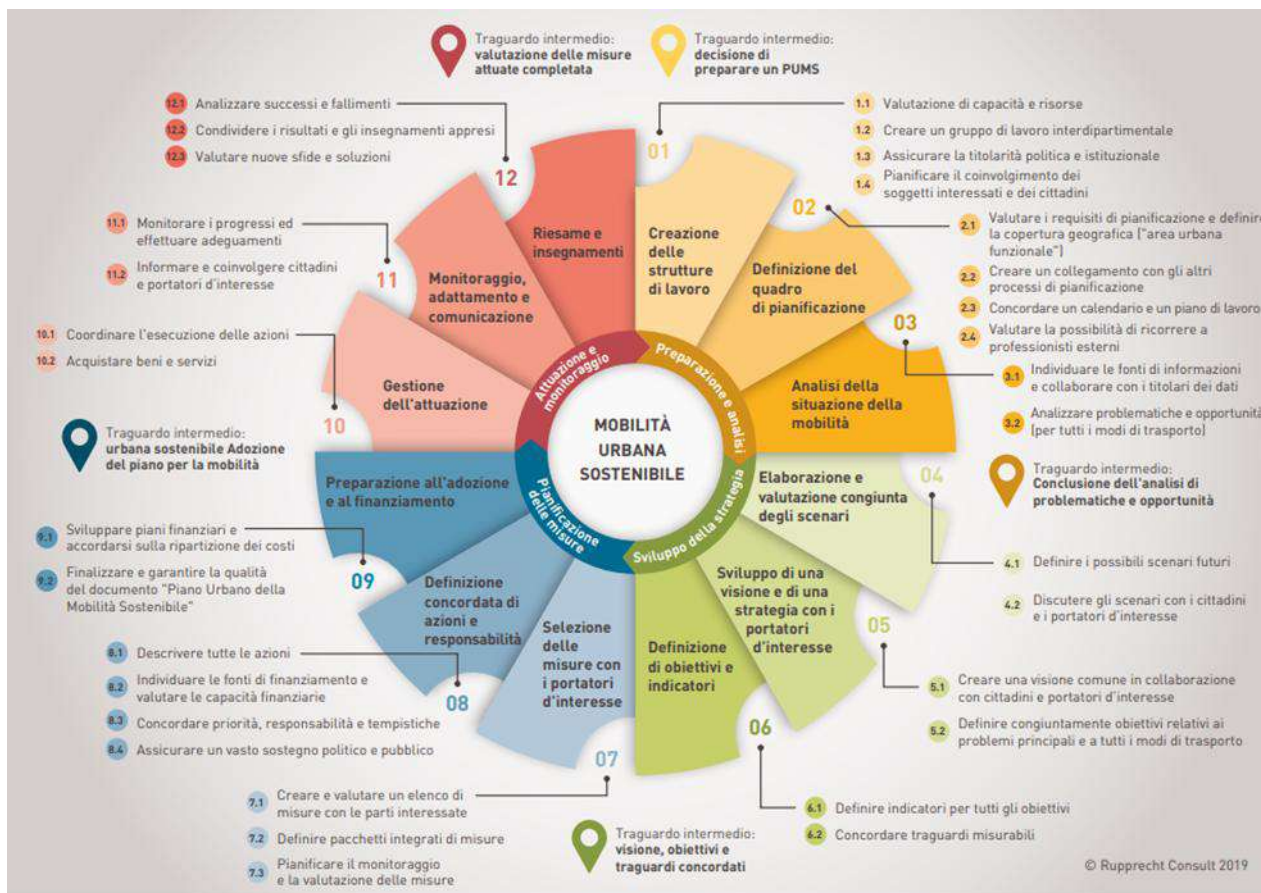 Traguardo intermedio:
valutazione delle misure
attuate completata
Traguardo intermedio:
decisione di
preparare un PUMS
12.1 Analizzare successi e fallimenti
12.2 Condividere i risultati e gli insegnamenti appresi
12.3 Valutare nuove sfide e soluzioni
1.1 Valutazione di capacità e risorse
1.2 Creare un gruppo di lavoro interdipartimentale
1.3 Assicurare la titolarità politica e istituzionale
1.4 Pianificare il coinvolgimento dei
soggetti interessati e dei cittadini
11.1 Monitorare i progressi ed
effettuare adeguamenti
11.2 Informare e coinvolgere cittadini
e portatori d'interesse
2.1 Valutare i requisiti di pianificazione e definire
la copertura geografica ("area urbana
funzionale")
2.2 Creare un collegamento con gli altri
processi di pianificazione
2.3 Concordare un calendario e un piano di lavoro
2.4 Valutare la possibilità di ricorrere a
professionisti esterni
10.1 Coordinare l'esecuzione delle azioni
10.2 Acquistare beni e servizi
3.1 Individuare le fonti di informazioni
e collaborare con i titolari dei dati
3.2 Analizzare problematiche e opportunità
(per tutti i modi di trasporto)
Traguardo intermedio:
urbana sostenibile Adozione
del piano per la mobilità
Traguardo intermedio:
Conclusione dell'analisi di
problematiche e opportunità
01
Creazione
delle
strutture
di lavoro
02
Definizione del
quadro
di pianificazione
03
Analisi della
situazione della
mobilità
04
Elaborazione e
valutazione congiunta
degli scenari
05
Sviluppo di una
visione e di una
strategia con i
portatori
d'interesse
06
Definizione
di obiettivi e
indicatori
07
Selezione
delle
misure con
i portatori
d'interesse
08
Definizione
concordata di
azioni e
responsabilità
09
Preparazione all'adozione
e al finanziamento
10
Gestione
dell'attuazione
11
Monitoraggio,
adattamento e
comunicazione
12
Riesame e
insegnamenti
Preparazione e analisi
Sviluppo della strategia
Pianificazione
delle misure
Attuazione e
monitoraggio
MOBILITÀ
URBANA
SOSTENIBILE
9.1 Sviluppare piani finanziari e
accordarsi sulla ripartizione dei costi
9.2 Finalizzare e garantire la qualità
del documento "Piano Urbano della
Mobilità Sostenibile"
4.1 Definire i possibili scenari futuri
4.2 Discutere gli scenari con i cittadini
e i portatori d'interesse
8.1 Descrivere tutte le azioni
8.2 Individuare le fonti di finanziamento e
valutare le capacità finanziarie
8.3 Concordare priorità, responsabilità e tempistiche
8.4 Assicurare un vasto sostegno politico e pubblico
5.1 Creare una visione comune in collaborazione
con cittadini e portatori d'interesse
5.2 Definire congiuntamente obiettivi relativi ai
problemi principali e a tutti i modi di trasporto
7.1 Creare e valutare un elenco di
misure con le parti interessate
7.2 Definire pacchetti integrati di misure
7.3 Pianificare il monitoraggio
e la valutazione delle misure
6.1 Definire indicatori per tutti gli obiettivi
6.2 Concordare traguardi misurabili
Traguardo intermedio:
visione, obiettivi e
traguardi concordati
© Rupprecht Consult 2019